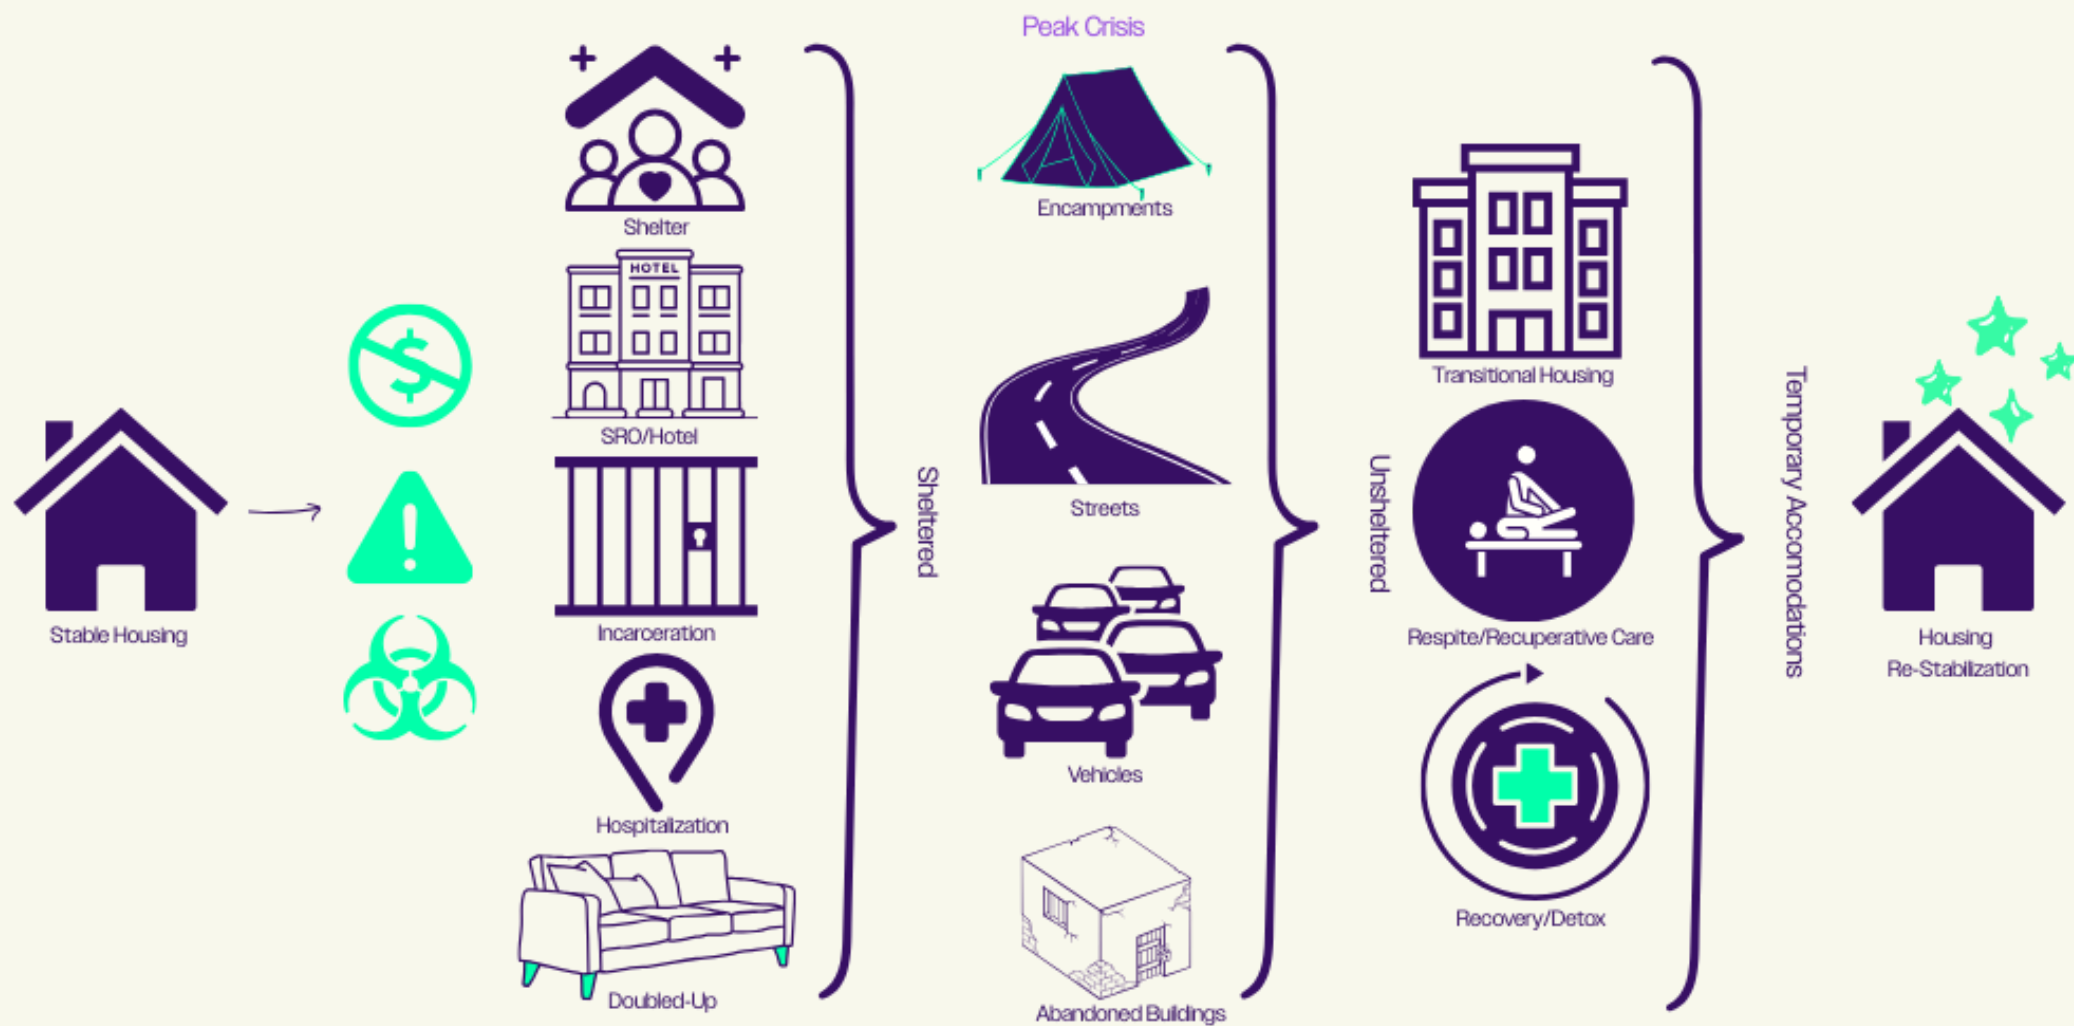 Peak Crisis
Stable Housing
Shelter
HOTEL
SRO/Hotel
Incarceration
Hospitalization
Doubled-Up
Sheltered
Encampments
Streets
Vehicles
Abandoned Buildings
Unsheltered
Transitional Housing
Respite/Recuperative Care
Recovery/Detox
Temporary Accomodations
Housing
Re-Stabilization